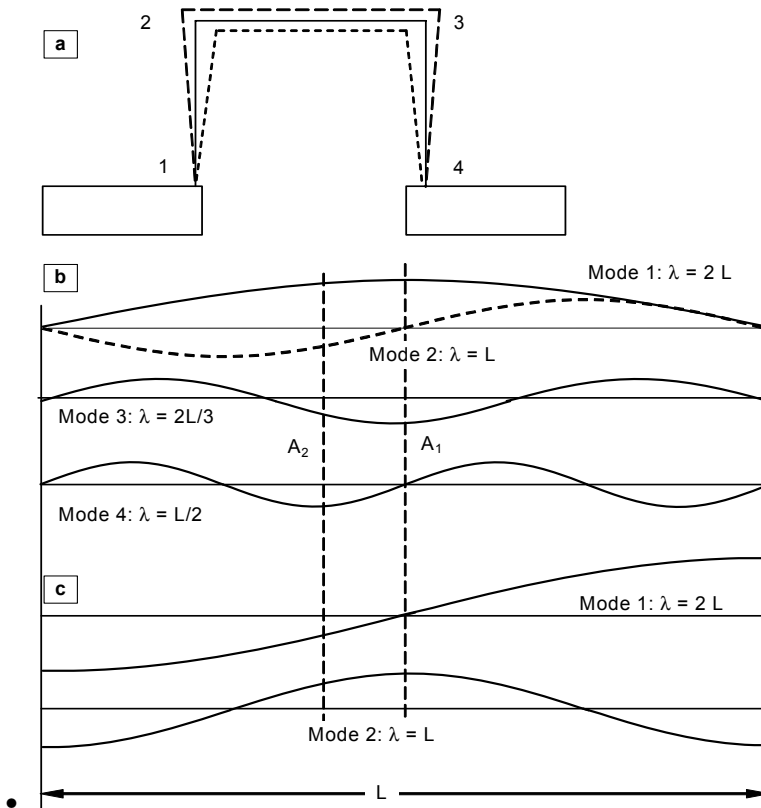 2
3
a
1
4
b
Mode 1: λ = 2 L
Mode 2: λ = L
Mode 3: λ = 2L/3
A₂
A₁
Mode 4: λ = L/2
c
Mode 1: λ = 2 L
Mode 2: λ = L
L